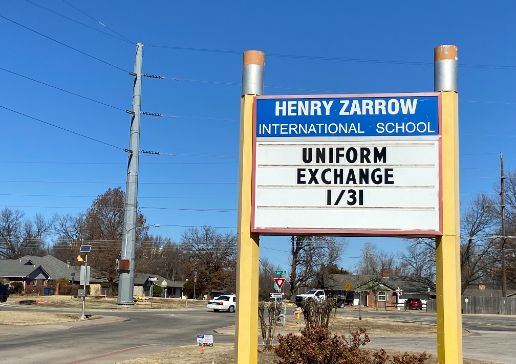 HENRY ZARROW
INTERNATIONAL SCHOOL
UNIFORM
EXCHANGE
1/31